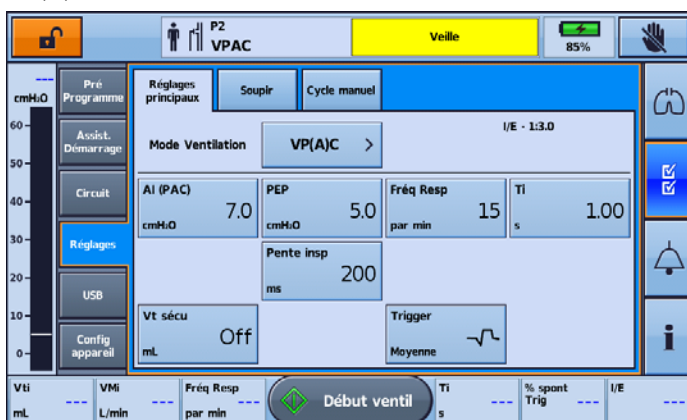 P2
VPAC
Veille
85%
---
cmH₂O
60
50
40
30
20
10
0
Pré Programme
Assist. Démarrage
Circuit
Réglages
USB
Config appareil
Réglages principaux
Soupir
Cycle manuel
Mode Ventilation
VP(A)C >
I/E - 1:3.0
AI (PAC)
7.0
cmH₂O
PEP
5.0
cmH₂O
Fréq Resp
15
par min
Ti
1.00
s
Pente insp
200
ms
Vt sécu
Off
mL
Trigger
Moyenne
Vti
---
mL
VMi
---
L/min
Fréq Resp
---
par min
Début ventil
Ti
---
s
% spont Trig
---
I/E
---